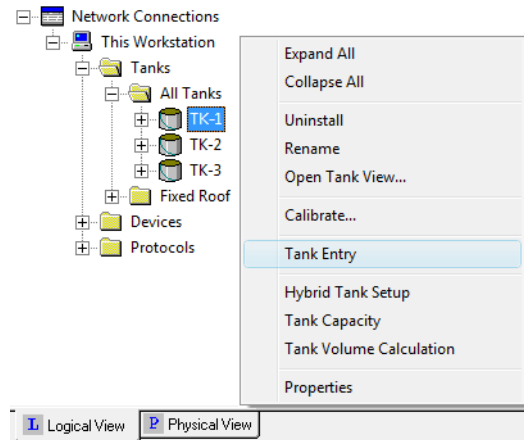 Network Connections
This Workstation
Tanks
All Tanks
TK-1
TK-2
TK-3
Fixed Roof
Devices
Protocols
Expand All
Collapse All
Uninstall
Rename
Open Tank View...
Calibrate...
Tank Entry
Hybrid Tank Setup
Tank Capacity
Tank Volume Calculation
Properties
L Logical View P Physical View